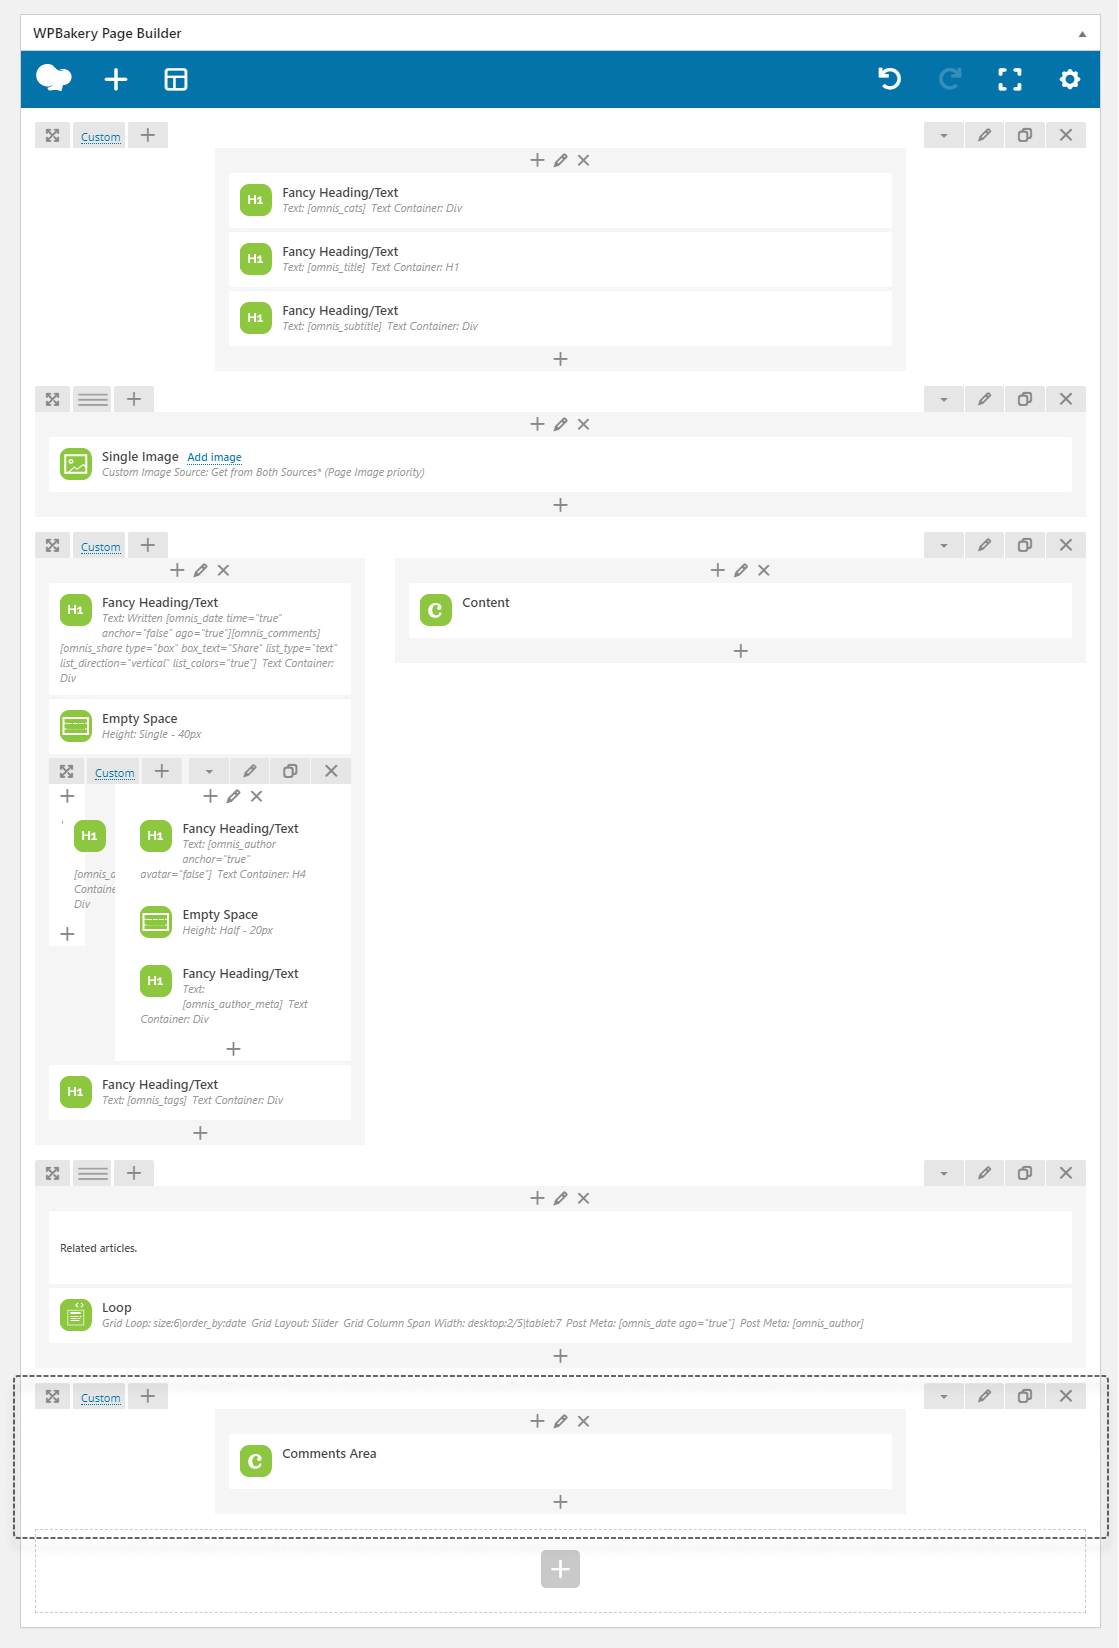 WPBakery Page Builder
Custom
H1
Fancy Heading/Text
Text: [omnis_cats] Text Container: Div
H1
Fancy Heading/Text
Text: [omnis_title] Text Container: H1
H1
Fancy Heading/Text
Text: [omnis_subtitle] Text Container: Div
Single Image Add image
Custom Image Source: Get from Both Sources* (Page Image priority)
Custom
H1
Fancy Heading/Text
Text: Written [omnis_date time="true"
anchor="false" ago="true"][omnis_comments]
[omnis_share type="box" box_text="Share" list_type="text"
list_direction="vertical" list_colors="true"] Text Container:
Div
Empty Space
Height: Single - 40px
Custom
H1
[omnis_a
Containe
Div
H1
Fancy Heading/Text
Text: [omnis_author
anchor="true"
avatar="false"] Text Container: H4
Empty Space
Height: Half - 20px
H1
Fancy Heading/Text
Text:
[omnis_author_meta] Text
Container: Div
H1
Fancy Heading/Text
Text: [omnis_tags] Text Container: Div
C
Content
Related articles.
Loop
Grid Loop: size:6|order_by:date Grid Layout: Slider Grid Column Span Width: desktop:2/5|tablet:7 Post Meta: [omnis_date ago="true"] Post Meta: [omnis_author]
Custom
C
Comments Area